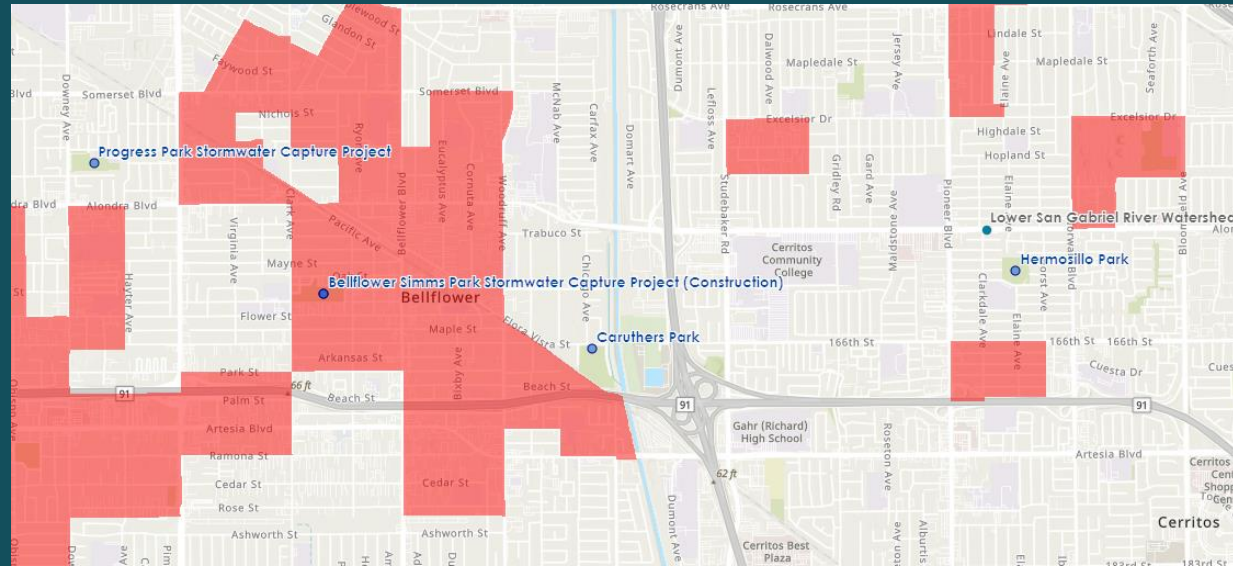 Rosecrans Ave
Rosecrans Ave
Glandon St
Faywood St
Downey Ave
Somerset Blvd
Somerset Blvd
Nichols St
McNab Ave
Carfax Ave
Domart Ave
Dumont Ave
Lefloss Ave
Dalwood Ave
Mapledale St
Jersey Ave
Lindale St
Elaine Ave
Mapledale St
Seaforth Ave
Excelsior Dr
Excelsior Dr
Highdale St
Hopland St
Progress Park Stormwater Capture Project
Alondra Blvd
Clark Ave
Virginia Ave
Pacific Ave
Bellflower Blvd
Eucalyptus Ave
Cornuta Ave
Woodruff Ave
Trabuco St
Studebaker Rd
Gridley Rd
Gard Ave
Maidstone Ave
Pioneer Blvd
Elaine Ave
Lower San Gabriel River Watershed
Cerritos
Community
College
Hermosillo Park
Mayne St
Hayter Ave
Bellflower Simms Park Stormwater Capture Project (Construction)
Bellflower
Chicago Ave
Clarkdale Ave
Flower St
Maple St
Flora Vista St
Caruthers Park
Elaine Ave
166th St
166th St
166th St
Arkansas St
Park St
Cuesta Dr
66 ft
Palm St
Beach St
Beach St
Bixby Ave
91
91
91
Artesia Blvd
Gahr (Richard)
High School
Roseton Ave
Artesia Blvd
Ramona St
Cedar St
Cedar St
62 ft
Rose St
Ashworth St
Ashworth St
Dumont Ave
Cerritos Best
Plaza
Cerritos
183rd St
183rd St